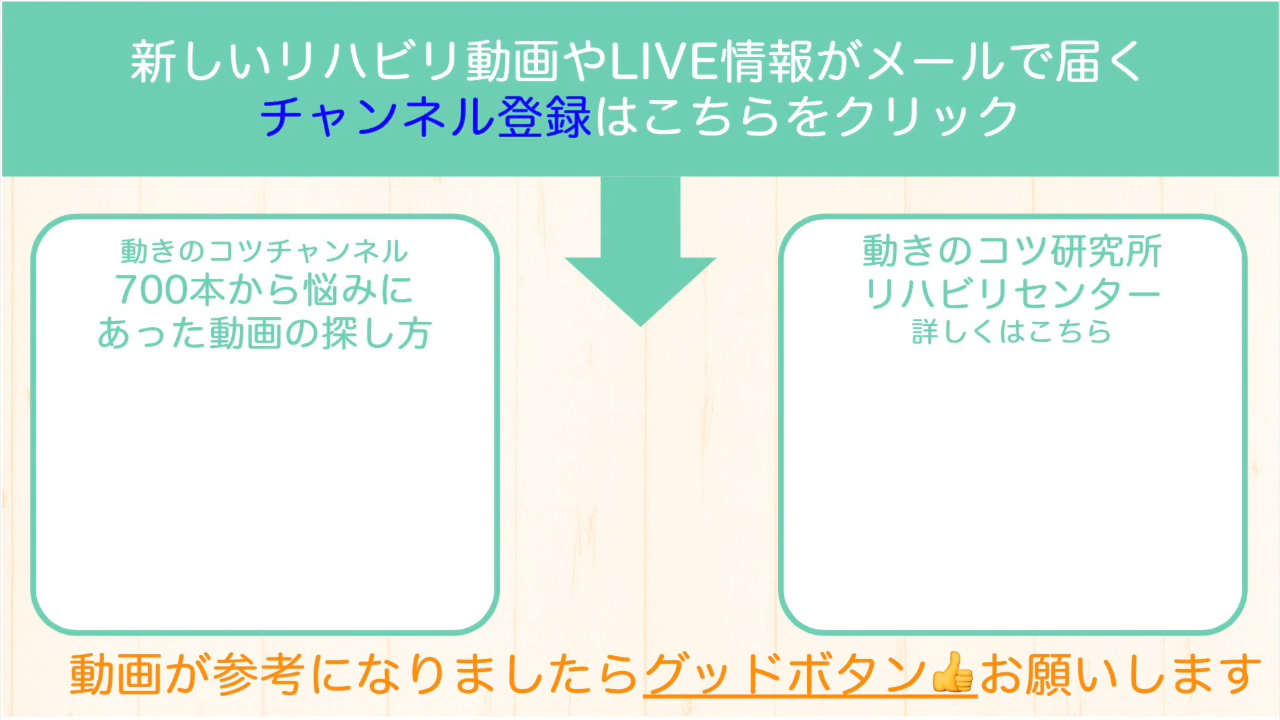 新しいリハビリ動画やLIVE情報がメールで届く
チャンネル登録はこちらをクリック
動きのコツチャンネル
700本から悩みに
あった動画の探し方
動きのコツ研究所
リハビリセンター
詳しくはこちら
動画が参考になりましたらグッドボタン👍お願いします